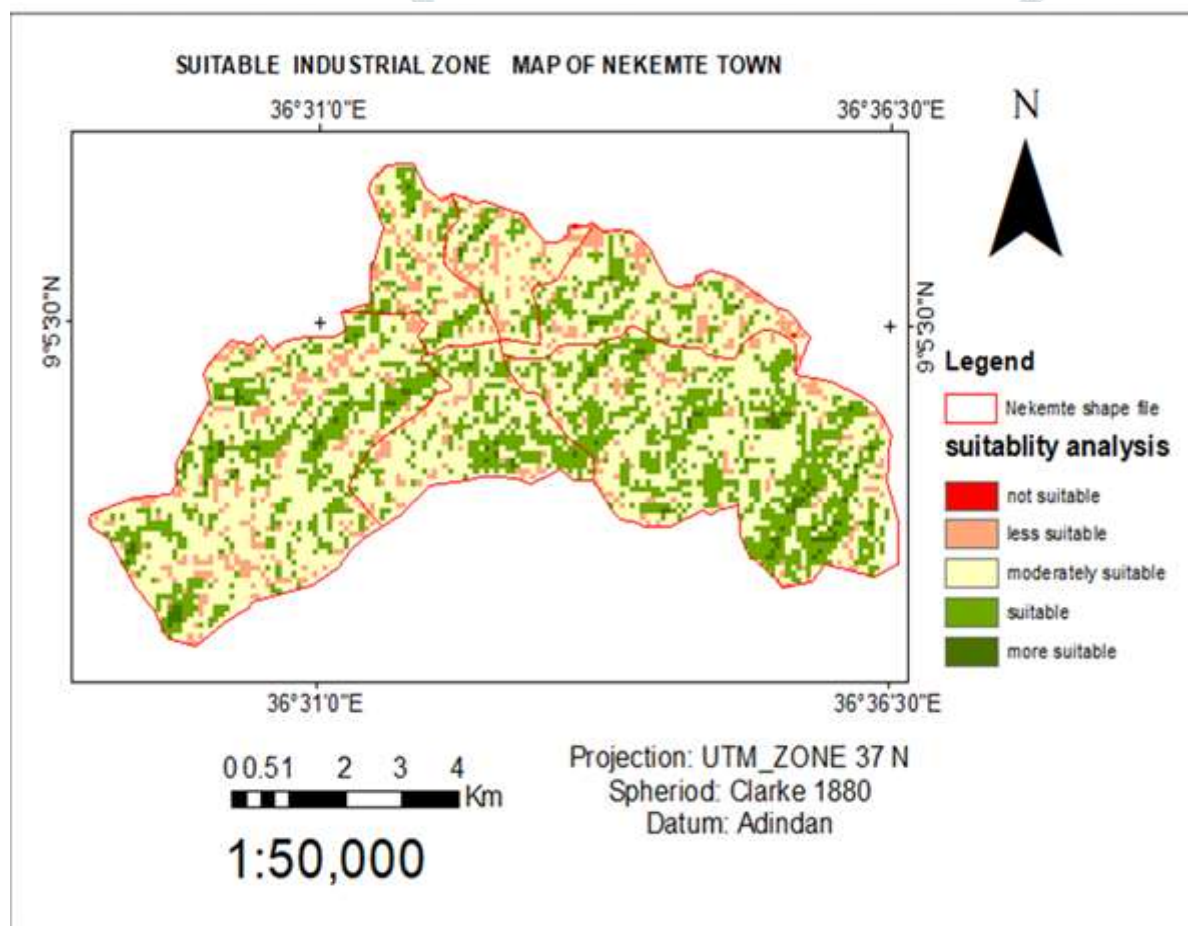 SUITABLE INDUSTRIAL ZONE MAP OF NEKEMTE TOWN
36°31'0"E 36°36'30"E
N
9°5'30"N 9°5'30"N
Legend
Nekemte shape file
suitablity analysis
not suitable
less suitable
moderately suitable
suitable
more suitable
36°31'0"E 36°36'30"E
0 0.5 1 2 3 4
Km
1:50,000
Projection: UTM_ZONE 37 N
Spheriod: Clarke 1880
Datum: Adindan